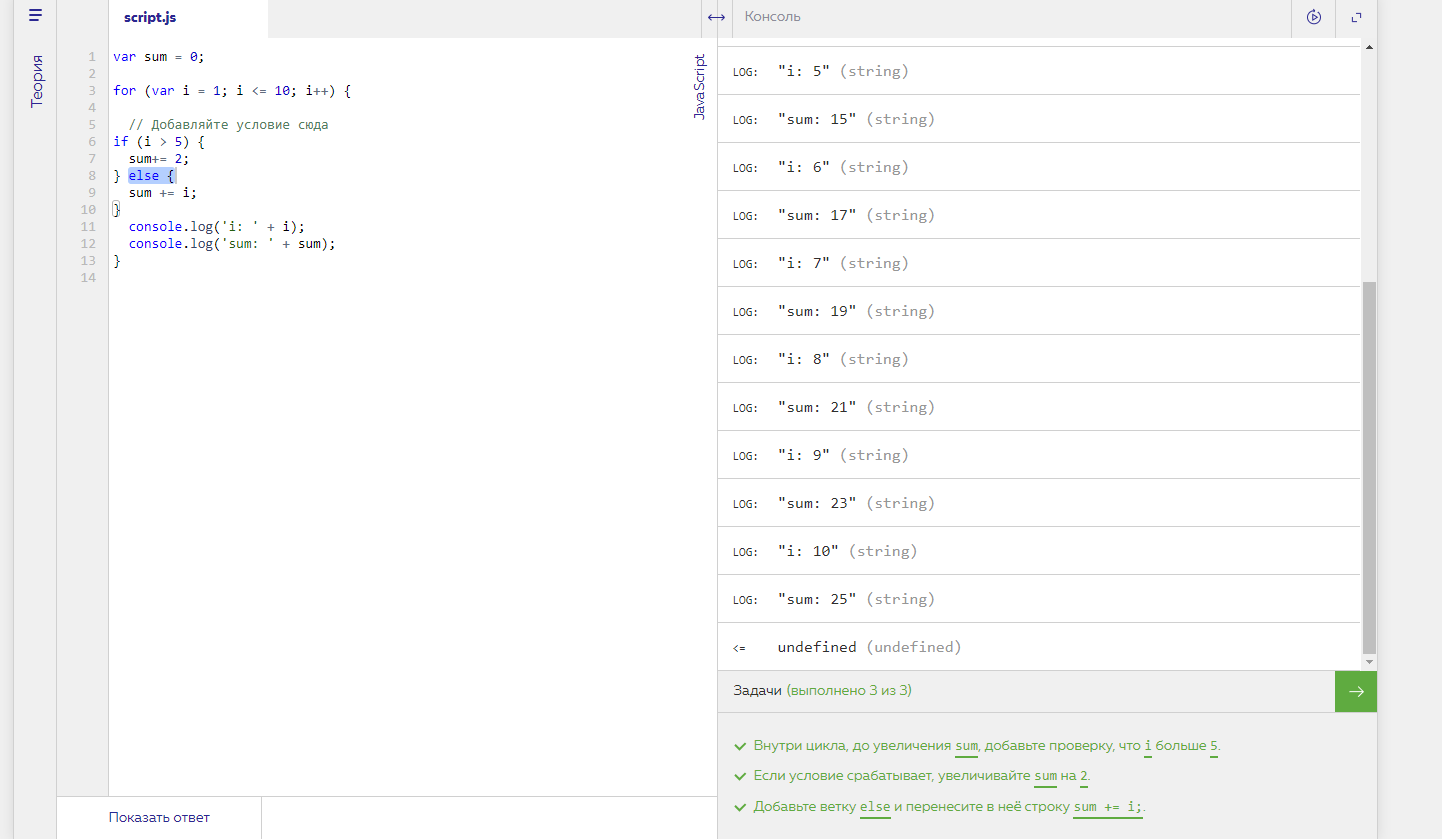 Теория
script.js
1 var sum = 0;
2
3 for (var i = 1; i <= 10; i++) {
4
5 // Добавляйте условие сюда
6 if (i > 5) {
7 sum+= 2;
8 } else {
9 sum += i;
10 }
11 console.log('i: ' + i);
12 console.log('sum: ' + sum);
13 }
14
JavaScript
Показать ответ
Консоль
LOG: "i: 5" (string)
LOG: "sum: 15" (string)
LOG: "i: 6" (string)
LOG: "sum: 17" (string)
LOG: "i: 7" (string)
LOG: "sum: 19" (string)
LOG: "i: 8" (string)
LOG: "sum: 21" (string)
LOG: "i: 9" (string)
LOG: "sum: 23" (string)
LOG: "i: 10" (string)
LOG: "sum: 25" (string)
<= undefined (undefined)
Задачи (выполнено 3 из 3)
Внутри цикла, до увеличения sum, добавьте проверку, что i больше 5.
Если условие срабатывает, увеличивайте sum на 2.
Добавьте ветку else и перенесите в неё строку sum += i;.